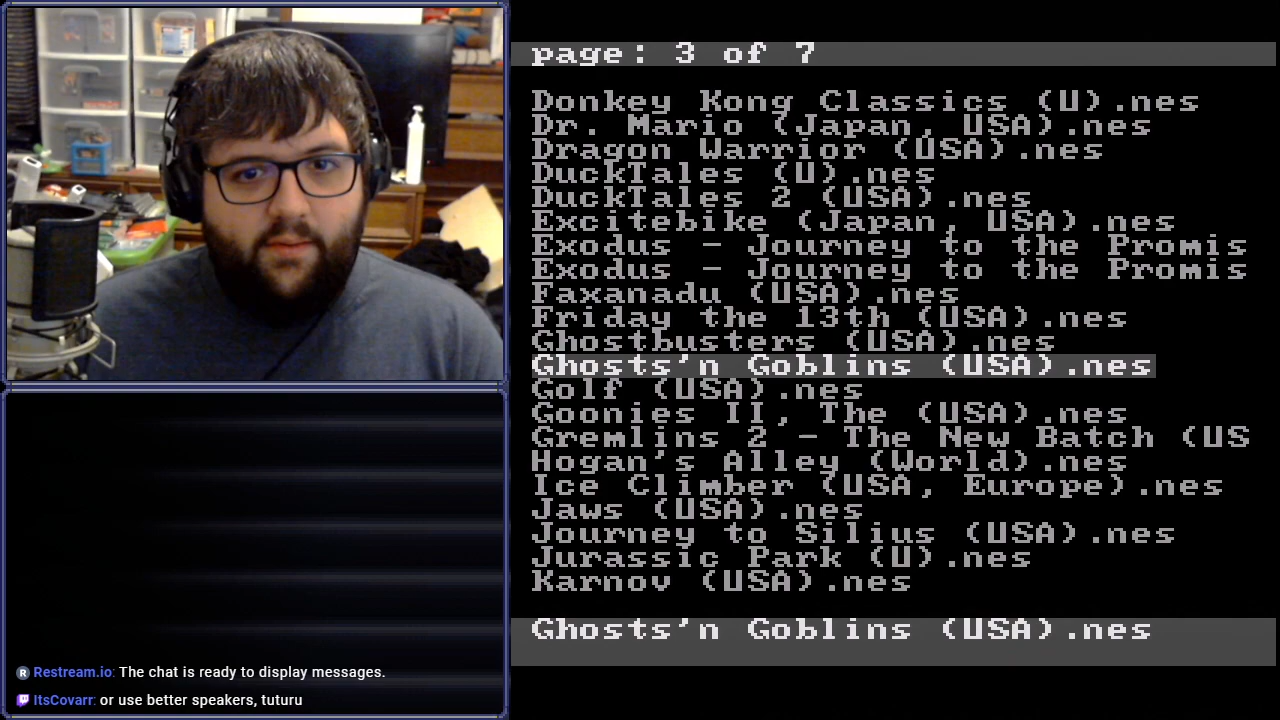 page: 3 of 7
Donkey Kong Classics (U).nes
Dr. Mario (Japan, USA).nes
Dragon Warrior (USA).nes
DuckTales (U).nes
DuckTales 2 (USA).nes
Excitebike (Japan, USA).nes
Exodus - Journey to the Promis
Exodus - Journey to the Promis
Faxanadu (USA).nes
Friday the 13th (USA).nes
Ghostbusters (USA).nes
Ghosts'n Goblins (USA).nes
Golf (USA).nes
Goonies II, The (USA).nes
Gremlins 2 - The New Batch (US
Hogan's Alley (World).nes
Ice Climber (USA, Europe).nes
Jaws (USA).nes
Journey to Silius (USA).nes
Jurassic Park (U).nes
Karnov (USA).nes
Ghosts'n Goblins (USA).nes
R Restream.io: The chat is ready to display messages.
ItsCovarr: or use better speakers, tuturu